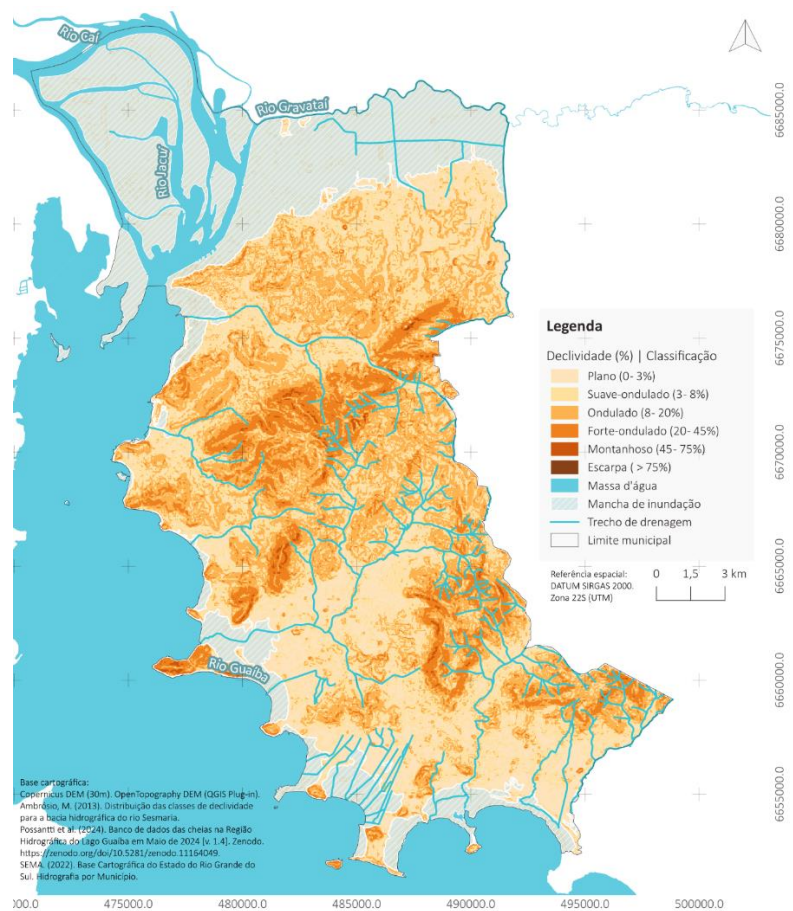 Rio Caí
Rio Gravataí
Rio Jacuí
Rio Guaíba
6685000.0
6680000.0
6675000.0
6670000.0
6665000.0
6660000.0
6655000.0
Legenda
Declividade (%) | Classificação
Plano (0- 3%)
Suave-ondulado (3- 8%)
Ondulado (8- 20%)
Forte-ondulado (20- 45%)
Montanhoso (45- 75%)
Escarpa ( > 75%)
Massa d'água
Mancha de inundação
Trecho de drenagem
Limite municipal
Referência espacial:
DATUM SIRGAS 2000.
Zona 22S (UTM)
0 1,5 3 km
Base cartográfica:
Copernicus DEM (30m). OpenTopography DEM (QGIS Plug-in).
Ambrósio, M. (2013). Distribuição das classes de declividade
para a bacia hidrográfica do rio Sesmaria.
Possantti et al. (2024). Banco de dados das cheias na Região
Hidrográfica do Lago Guaíba em Maio de 2024 [v. 1.4]. Zenodo.
https://zenodo.org/doi/10.5281/zenodo.11164049.
SEMA. (2022). Base Cartográfica do Estado do Rio Grande do
Sul. Hidrografia por Município.
000.0 475000.0 480000.0 485000.0 490000.0 495000.0 500000.0